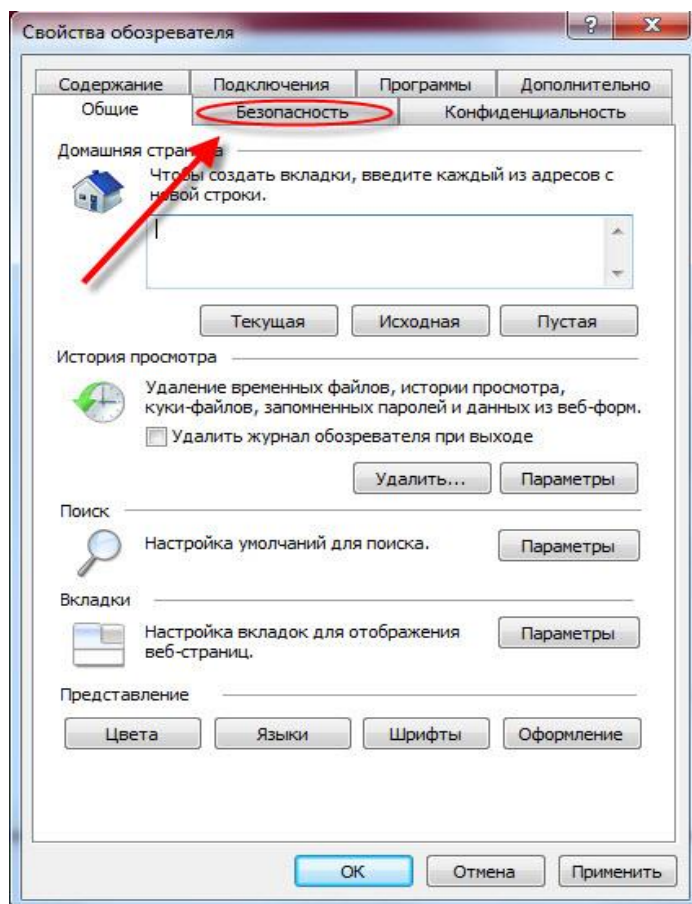 Свойства обозревателя
Содержание Подключения Программы Дополнительно
Общие Безопасность Конфиденциальность
Домашняя страница
Чтобы создать вкладки, введите каждый из адресов с
новой строки.
Текущая Исходная Пустая
История просмотра
Удаление временных файлов, истории просмотра,
куки-файлов, запомненных паролей и данных из веб-форм.
Удалить журнал обозревателя при выходе
Удалить... Параметры
Поиск
Настройка умолчаний для поиска. Параметры
Вкладки
Настройка вкладок для отображения
веб-страниц. Параметры
Представление
Цвета Языки Шрифты Оформление
ОК Отмена Применить